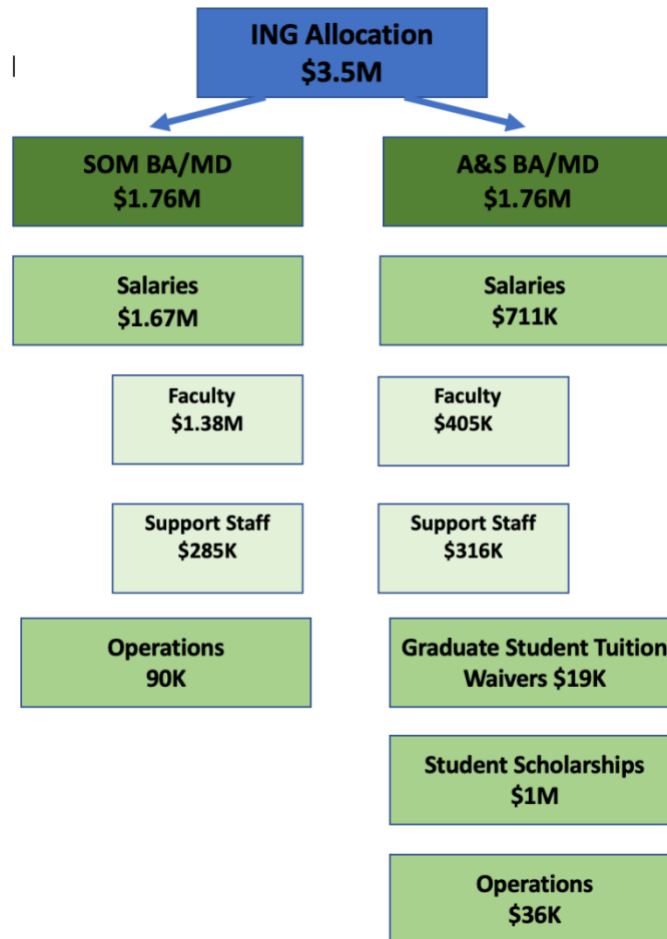 ING Allocation
$3.5M
SOM BA/MD
$1.76M
A&S BA/MD
$1.76M
Salaries
$1.67M
Salaries
$711K
Faculty
$1.38M
Faculty
$405K
Support Staff
$285K
Support Staff
$316K
Operations
90K
Graduate Student Tuition
Waivers $19K
Student Scholarships
$1M
Operations
$36K